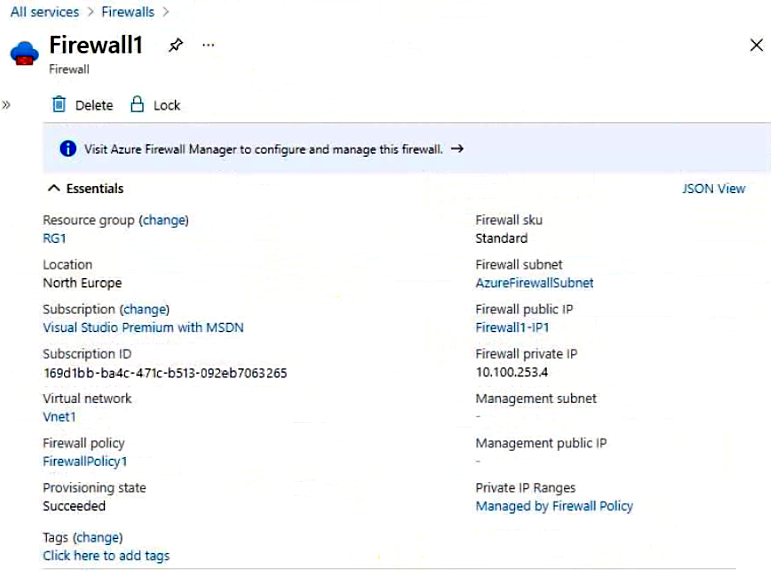 All services > Firewalls >
Firewall1
Firewall
Delete Lock
Visit Azure Firewall Manager to configure and manage this firewall. →
Essentials
JSON View
Resource group (change)
RG1
Location
North Europe
Subscription (change)
Visual Studio Premium with MSDN
Subscription ID
169d1bb-ba4c-471c-b513-092eb7063265
Virtual network
Vnet1
Firewall policy
FirewallPolicy1
Provisioning state
Succeeded
Tags (change)
Click here to add tags
Firewall sku
Standard
Firewall subnet
AzureFirewallSubnet
Firewall public IP
Firewall1-IP1
Firewall private IP
10.100.253.4
Management subnet
-
Management public IP
-
Private IP Ranges
Managed by Firewall Policy